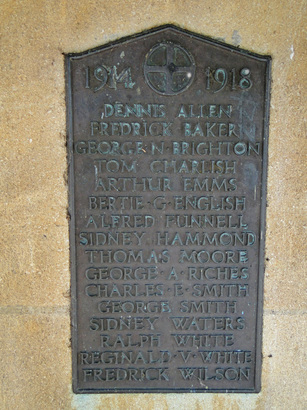 1914 1918
DENNIS ALLEN
FREDRICK BAKER
GEORGE·N·BRIGHTON
TOM CHARLISH
ARTHUR EMMS
BERTIE·G·ENGLISH
ALFRED FUNNELL
SIDNEY HAMMOND
THOMAS MOORE
GEORGE·A·RICHES
CHARLES·E·SMITH
GEORGE SMITH
SIDNEY WATERS
RALPH WHITE
REGINALD·V·WHITE
FREDRICK WILSON